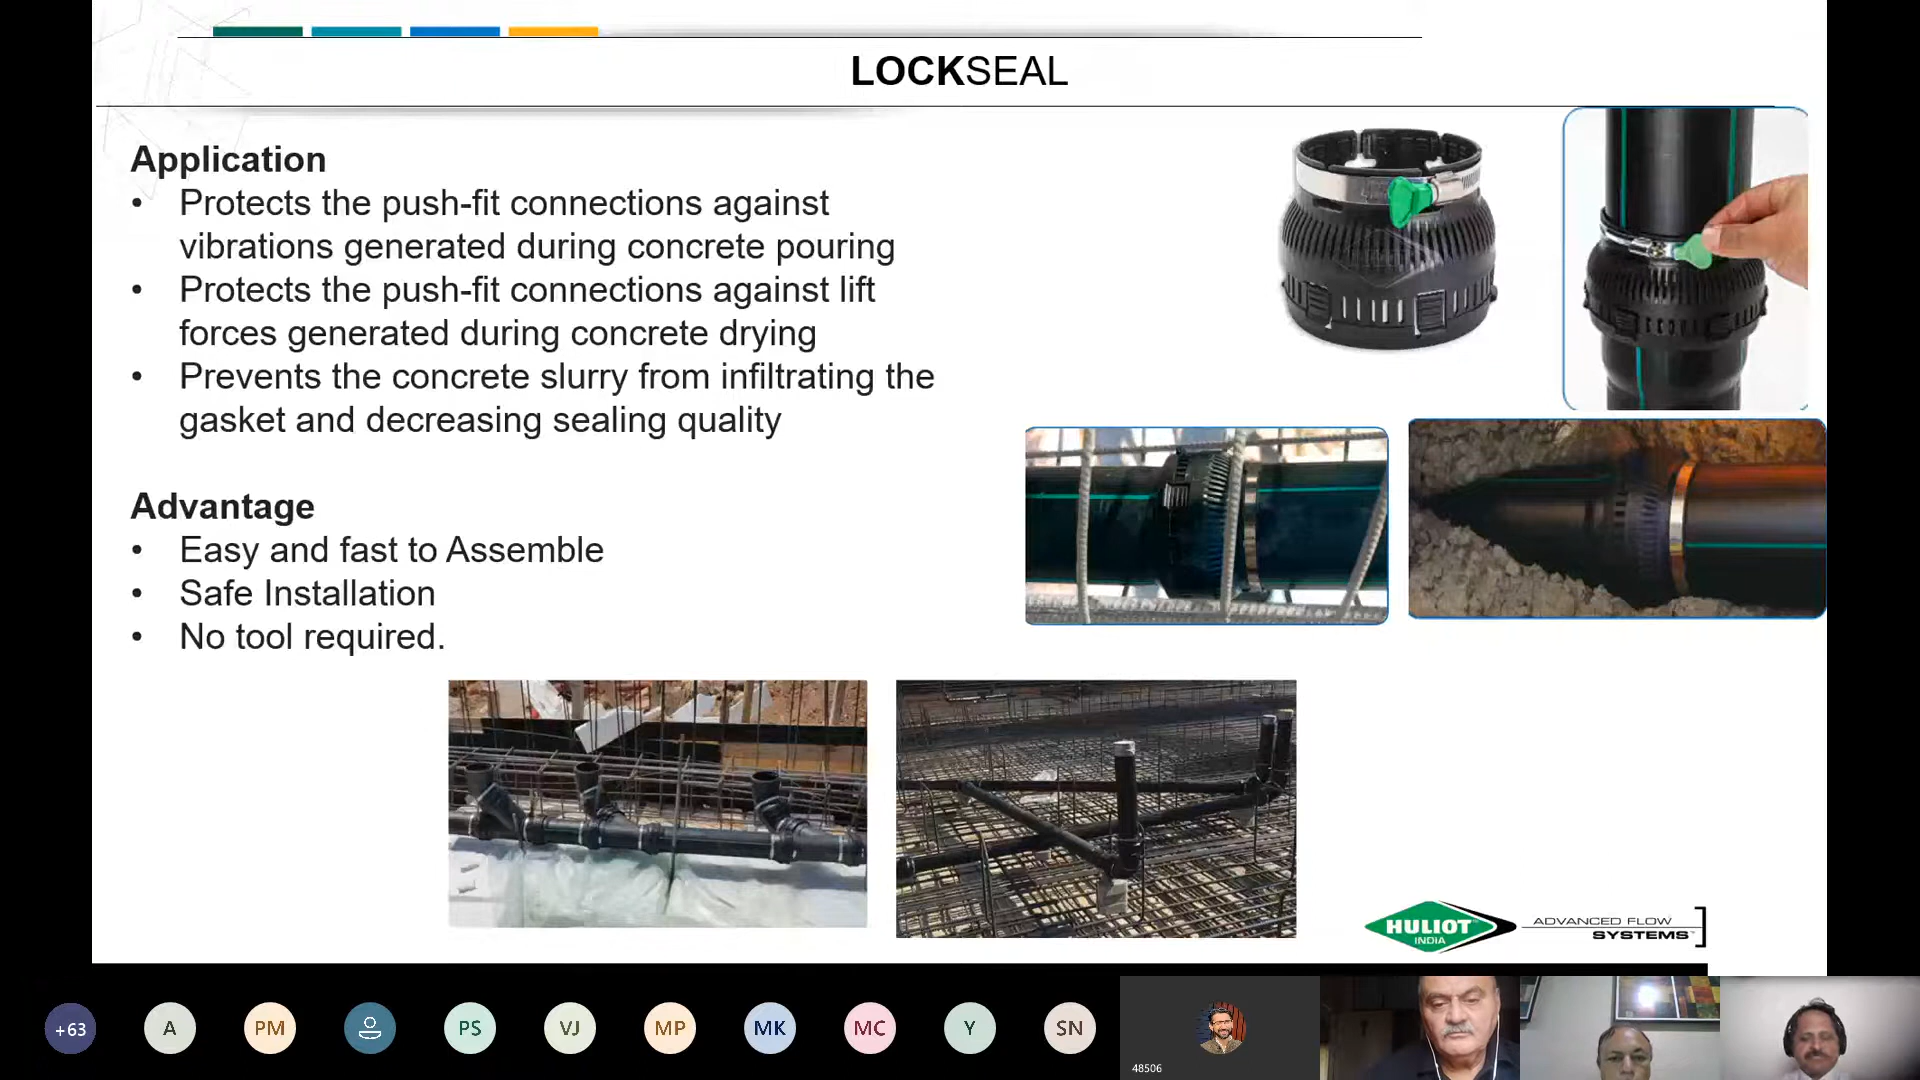 LOCKSEAL
Application
• Protects the push-fit connections against
vibrations generated during concrete pouring
• Protects the push-fit connections against lift
forces generated during concrete drying
• Prevents the concrete slurry from infiltrating the
gasket and decreasing sealing quality
Advantage
• Easy and fast to Assemble
• Safe Installation
• No tool required.
HULIOT™
INDIA
ADVANCED FLOW
SYSTEMS™
+63
A
PM
PS
VJ
MP
MK
MC
Y
SN
48506